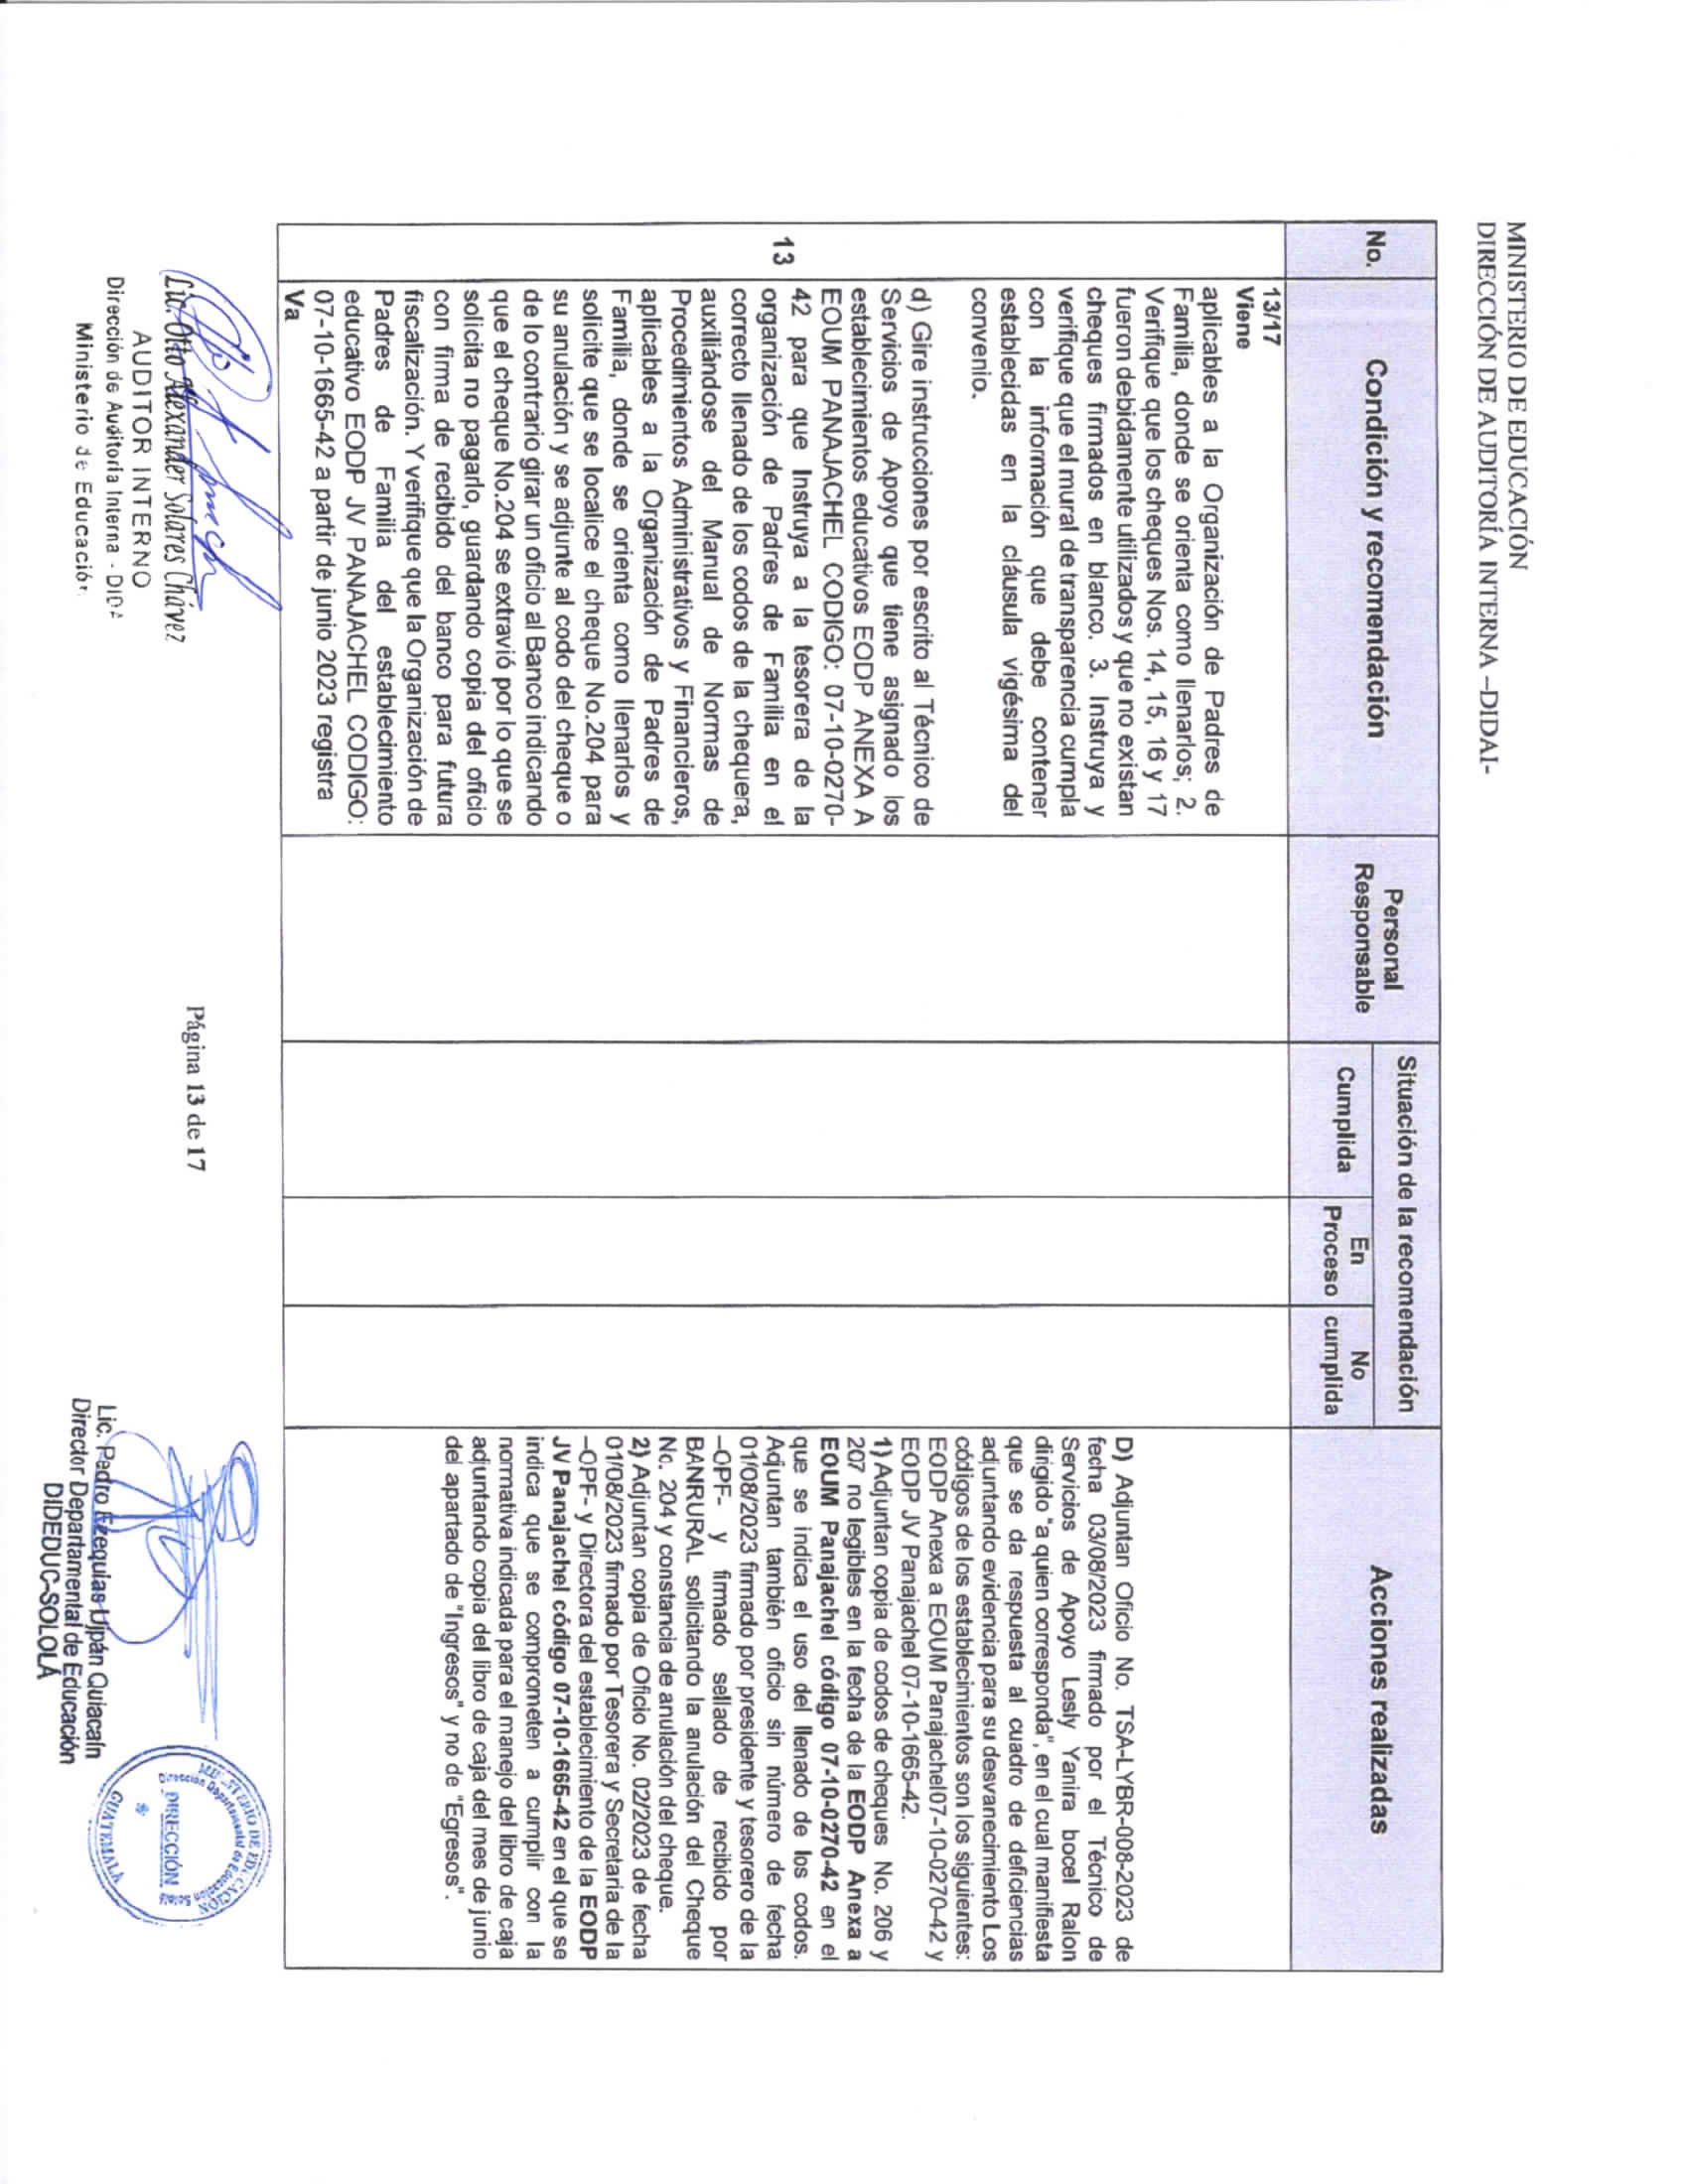 MINISTERIO DE EDUCACIÓN
DIRECCIÓN DE AUDITORÍA INTERNA –DIDAI-
No.
Condición y recomendación
Personal
Responsable
Situación de la recomendación
Cumplida
En
Proceso
No
cumplida
Acciones realizadas
13
13/17
Viene
aplicables a la Organización de Padres de
Familia, donde se orienta como llenarlos; 2.
Verifique que los cheques Nos. 14, 15, 16 y 17
fueron debidamente utilizados y que no existan
cheques firmados en blanco. 3. Instruya y
verifique que el mural de transparencia cumpla
con la información que debe contener
establecidas en la cláusula vigésima del
convenio.
d) Gire instrucciones por escrito al Técnico de
Servicios de Apoyo que tiene asignado los
establecimientos educativos EODP ANEXA A
EOUM PANAJACHEL CODIGO: 07-10-0270-
42 para que Instruya a la tesorera de la
organización de Padres de Familia en el
correcto llenado de los codos de la chequera,
auxiliándose del Manual de Normas de
Procedimientos Administrativos y Financieros,
aplicables a la Organización de Padres de
Familia, donde se orienta como llenarlos y
solicite que se localice el cheque No.204 para
su anulación y se adjunte al codo del cheque o
de lo contrario girar un oficio al Banco indicando
que el cheque No.204 se extravió por lo que se
solicita no pagarlo, guardando copia del oficio
con firma de recibido del banco para futura
fiscalización. Y verifique que la Organización de
Padres de Familia del establecimiento
educativo EODP JV PANAJACHEL CODIGO:
07-10-1665-42 a partir de junio 2023 registra
Va
D) Adjuntan Oficio No. TSA-LYBR-008-2023 de
fecha 03/08/2023 firmado por el Técnico de
Servicios de Apoyo Lesly Yanira bocel Ralon
dirigido "a quien corresponda", en el cual manifiesta
que se da respuesta al cuadro de deficiencias
adjuntando evidencia para su desvanecimiento Los
códigos de los establecimientos son los siguientes:
EODP Anexa a EOUM Panajachel07-10-0270-42 y
EODP JV Panajachel 07-10-1665-42.
1) Adjuntan copia de codos de cheques No. 206 y
207 no legibles en la fecha de la EODP Anexa a
EOUM Panajachel código 07-10-0270-42 en el
que se indica el uso del llenado de los codos.
Adjuntan también oficio sin número de fecha
01/08/2023 firmado por presidente y tesorero de la
–OPF- y firmado sellado de recibido por
BANRURAL solicitando la anulación del Cheque
No. 204 y constancia de anulación del cheque.
2) Adjuntan copia de Oficio No. 02/2023 de fecha
01/08/2023 firmado por Tesorera y Secretaria de la
–OPF- y Directora del establecimiento de la EODP
JV Panajachel código 07-10-1665-42 en el que se
indica que se comprometen a cumplir con la
normativa indicada para el manejo del libro de caja
adjuntando copia del libro de caja del mes de junio
del apartado de "Ingresos" y no de "Egresos".
Lic. Otto Alexander Solares Chávez
AUDITOR INTERNO
Dirección de Auditoría Interna - DIDA
Ministerio de Educación
Página 13 de 17
Lic. Pedro Ezequías Ujpán Quiacaín
Director Departamental de Educación
DIDEDUC-SOLOLÁ
Dirección Departamental de Educación
DIRECCIÓN
GUATEMALA